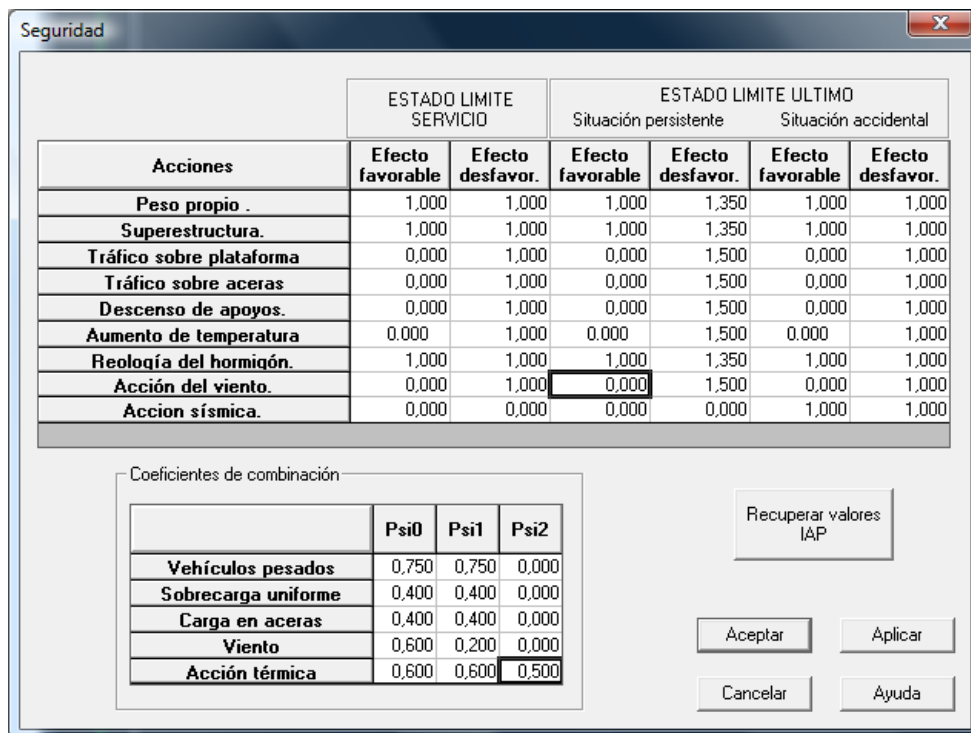 Seguridad
ESTADO LIMITE SERVICIO ESTADO LIMITE ULTIMO
Situación persistente Situación accidental
Acciones Efecto favorable Efecto desfavor. Efecto favorable Efecto desfavor. Efecto favorable Efecto desfavor.
Peso propio . 1,000 1,000 1,000 1,350 1,000 1,000
Superestructura. 1,000 1,000 1,000 1,350 1,000 1,000
Tráfico sobre plataforma 0,000 1,000 0,000 1,500 0,000 1,000
Tráfico sobre aceras 0,000 1,000 0,000 1,500 0,000 1,000
Descenso de apoyos. 0,000 1,000 0,000 1,500 0,000 1,000
Aumento de temperatura 0.000 1,000 0.000 1,500 0.000 1,000
Reología del hormigón. 1,000 1,000 1,000 1,350 1,000 1,000
Acción del viento. 0,000 1,000 0,000 1,500 0,000 1,000
Accion sísmica. 0,000 0,000 0,000 0,000 1,000 1,000
Coeficientes de combinación
Psi0 Psi1 Psi2
Vehículos pesados 0,750 0,750 0,000
Sobrecarga uniforme 0,400 0,400 0,000
Carga en aceras 0,400 0,400 0,000
Viento 0,600 0,200 0,000
Acción térmica 0,600 0,600 0,500
Recuperar valores
IAP
Aceptar Aplicar
Cancelar Ayuda